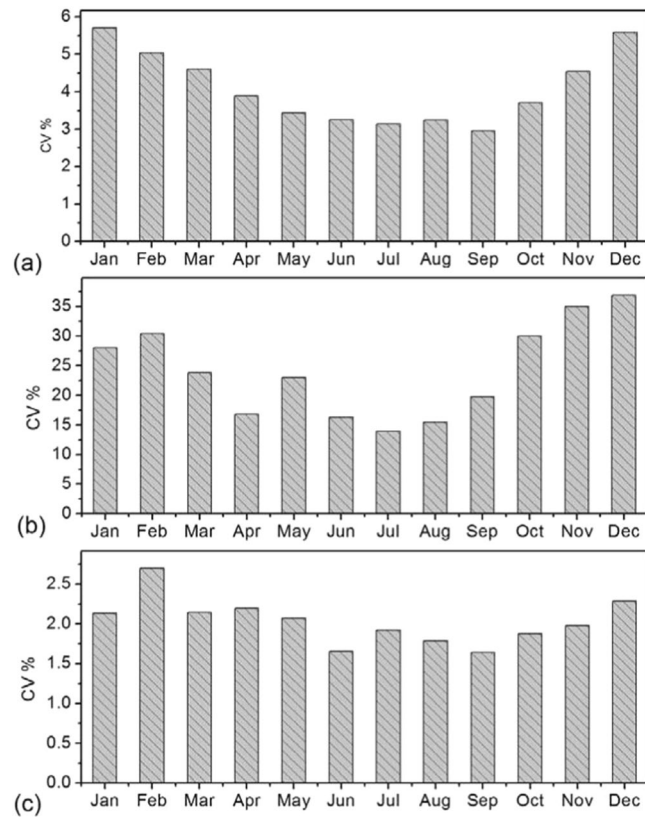 6
5
4
3
2
1
0
CV %
Jan Feb Mar Apr May Jun Jul Aug Sep Oct Nov Dec
(a)
35
30
25
20
15
10
5
0
CV %
Jan Feb Mar Apr May Jun Jul Aug Sep Oct Nov Dec
(b)
2.5
2.0
1.5
1.0
0.5
0.0
CV %
Jan Feb Mar Apr May Jun Jul Aug Sep Oct Nov Dec
(c)